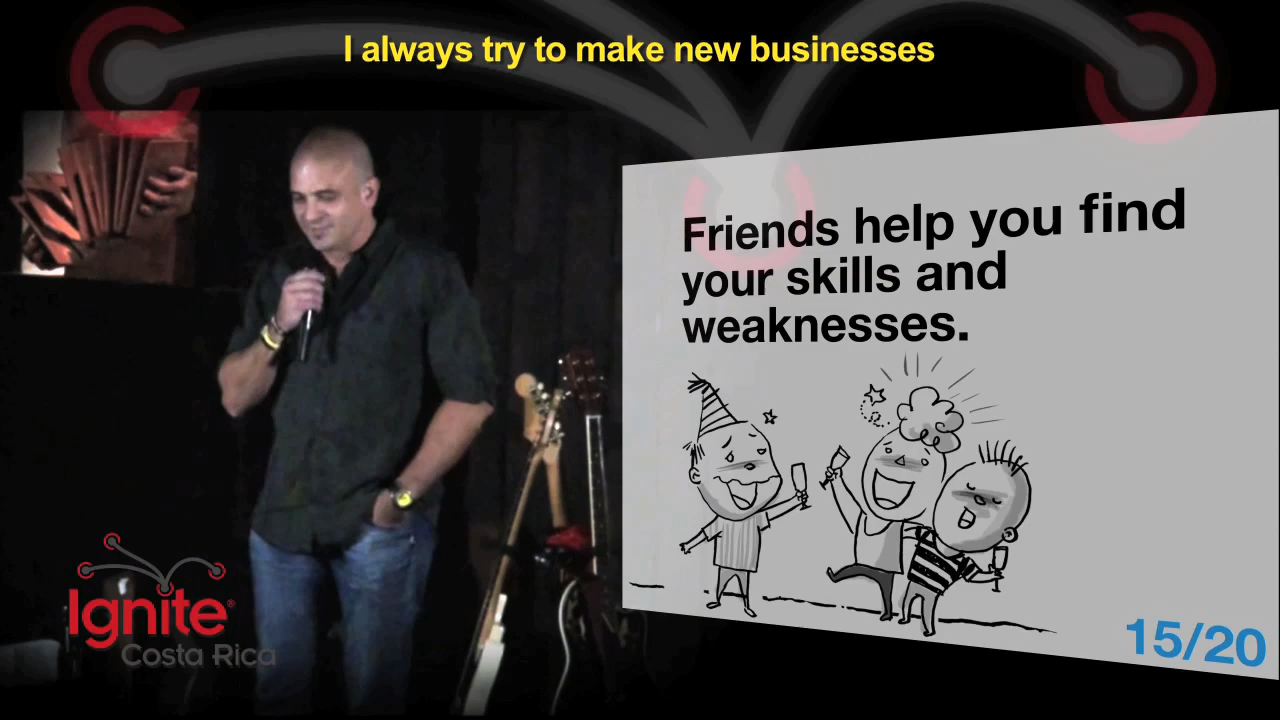 I always try to make new businesses
Friends help you find
your skills and
weaknesses.
Ignite®
Costa Rica
15/20